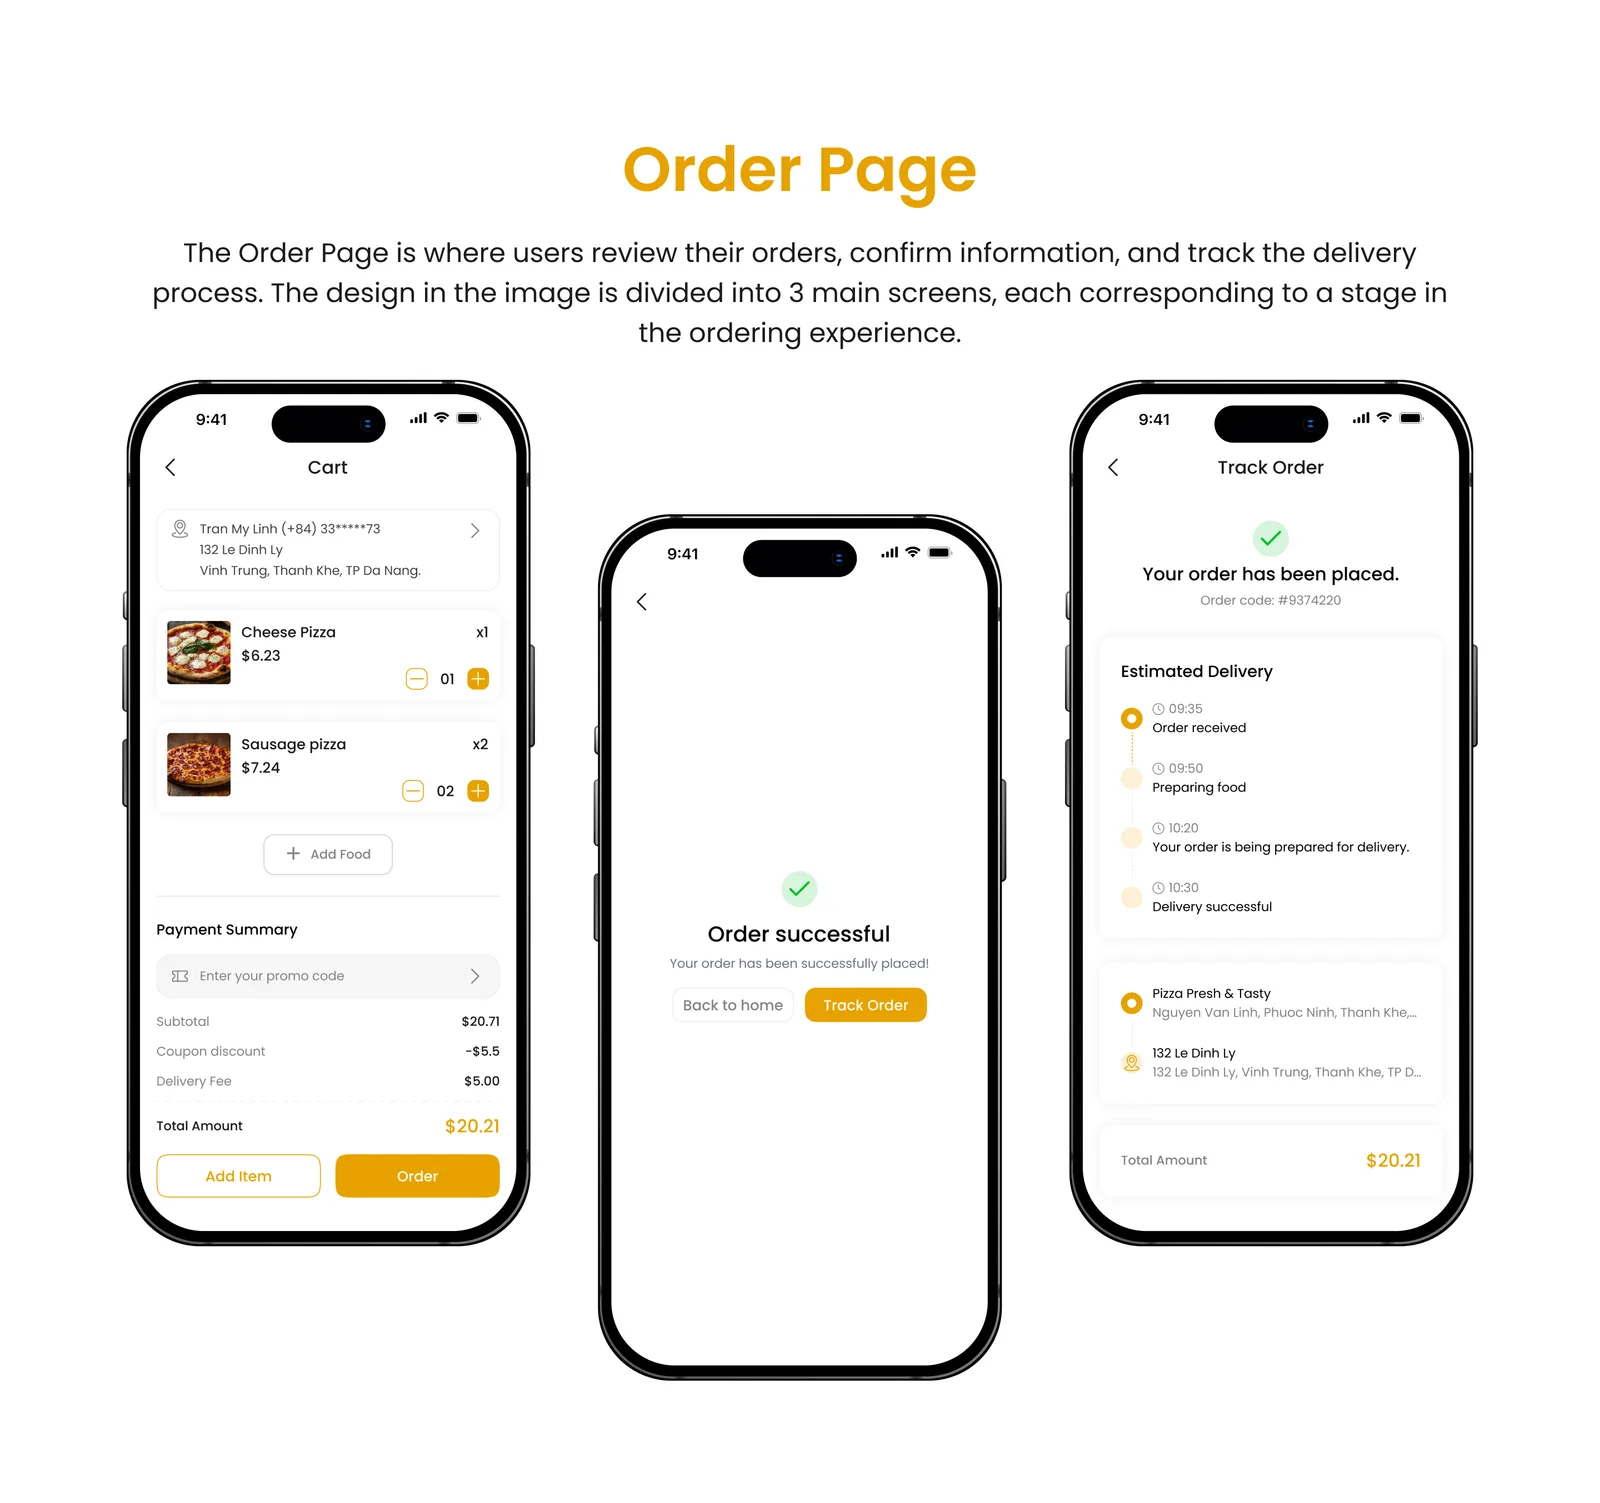 Order Page
The Order Page is where users review their orders, confirm information, and track the delivery
process. The design in the image is divided into 3 main screens, each corresponding to a stage in
the ordering experience.
9:41
Cart
Tran My Linh (+84) 33*****73
132 Le Dinh Ly
Vinh Trung, Thanh Khe, TP Da Nang.
Cheese Pizza
x1
$6.23
01
Sausage pizza
x2
$7.24
02
Add Food
Payment Summary
Enter your promo code
Subtotal
$20.71
Coupon discount
-$5.5
Delivery Fee
$5.00
Total Amount
$20.21
Add Item
Order
9:41
Order successful
Your order has been successfully placed!
Back to home
Track Order
9:41
Track Order
Your order has been placed.
Order code: #9374220
Estimated Delivery
09:35
Order received
09:50
Preparing food
10:20
Your order is being prepared for delivery.
10:30
Delivery successful
Pizza Presh & Tasty
Nguyen Van Linh, Phuoc Ninh, Thanh Khe,...
132 Le Dinh Ly
132 Le Dinh Ly, Vinh Trung, Thanh Khe, TP D...
Total Amount
$20.21